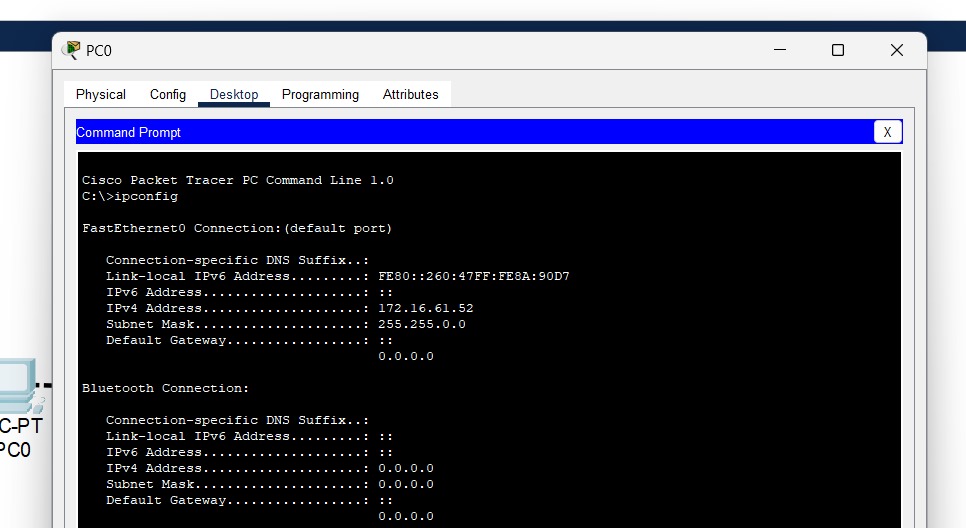 PC0
Physical Config Desktop Programming Attributes
Command Prompt
X
Cisco Packet Tracer PC Command Line 1.0
C:\>ipconfig
FastEthernet0 Connection:(default port)
Connection-specific DNS Suffix..:
Link-local IPv6 Address.........: FE80::260:47FF:FE8A:90D7
IPv6 Address....................: ::
IPv4 Address....................: 172.16.61.52
Subnet Mask.....................: 255.255.0.0
Default Gateway.................: ::
0.0.0.0
Bluetooth Connection:
Connection-specific DNS Suffix..:
Link-local IPv6 Address.........: ::
IPv6 Address....................: ::
IPv4 Address....................: 0.0.0.0
Subnet Mask.....................: 0.0.0.0
Default Gateway.................: ::
0.0.0.0
C-PT
PC0